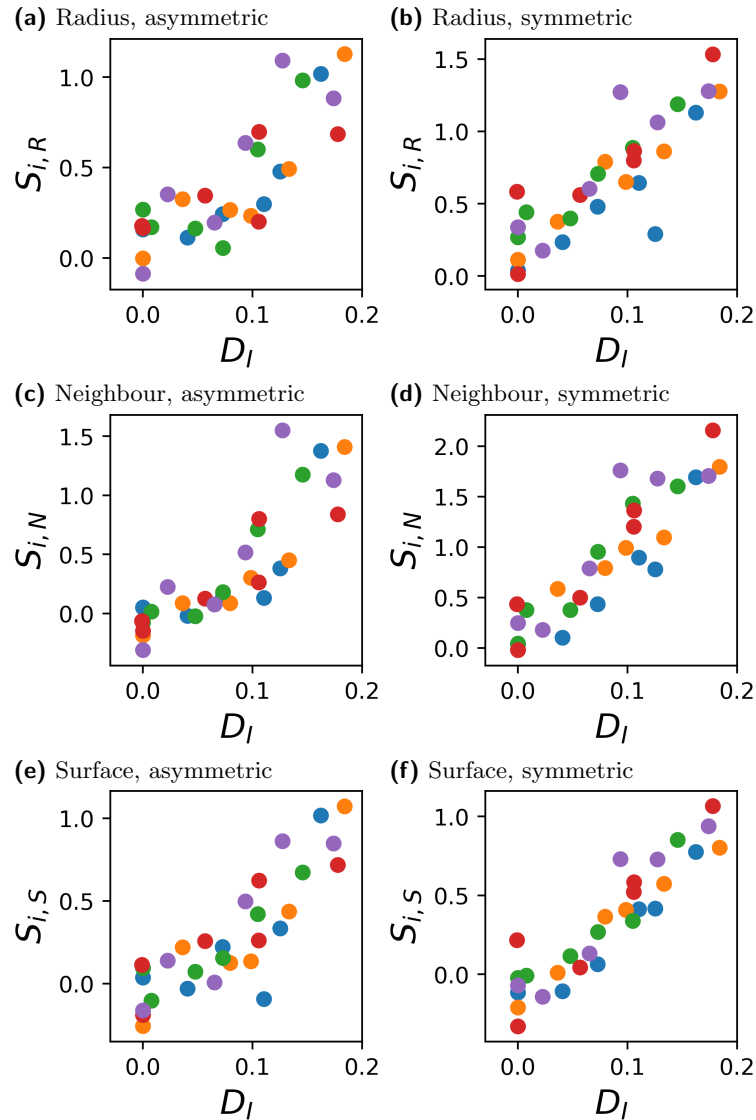 (a) Radius, asymmetric
1.0
0.5
0.0
S_{i,R}
0.0 0.1 0.2
D_I
(b) Radius, symmetric
1.5
1.0
0.5
0.0
S_{i,R}
0.0 0.1 0.2
D_I
(c) Neighbour, asymmetric
1.5
1.0
0.5
0.0
S_{i,N}
0.0 0.1 0.2
D_I
(d) Neighbour, symmetric
2.0
1.5
1.0
0.5
0.0
S_{i,N}
0.0 0.1 0.2
D_I
(e) Surface, asymmetric
1.0
0.5
0.0
S_{i,S}
0.0 0.1 0.2
D_I
(f) Surface, symmetric
1.0
0.5
0.0
S_{i,S}
0.0 0.1 0.2
D_I